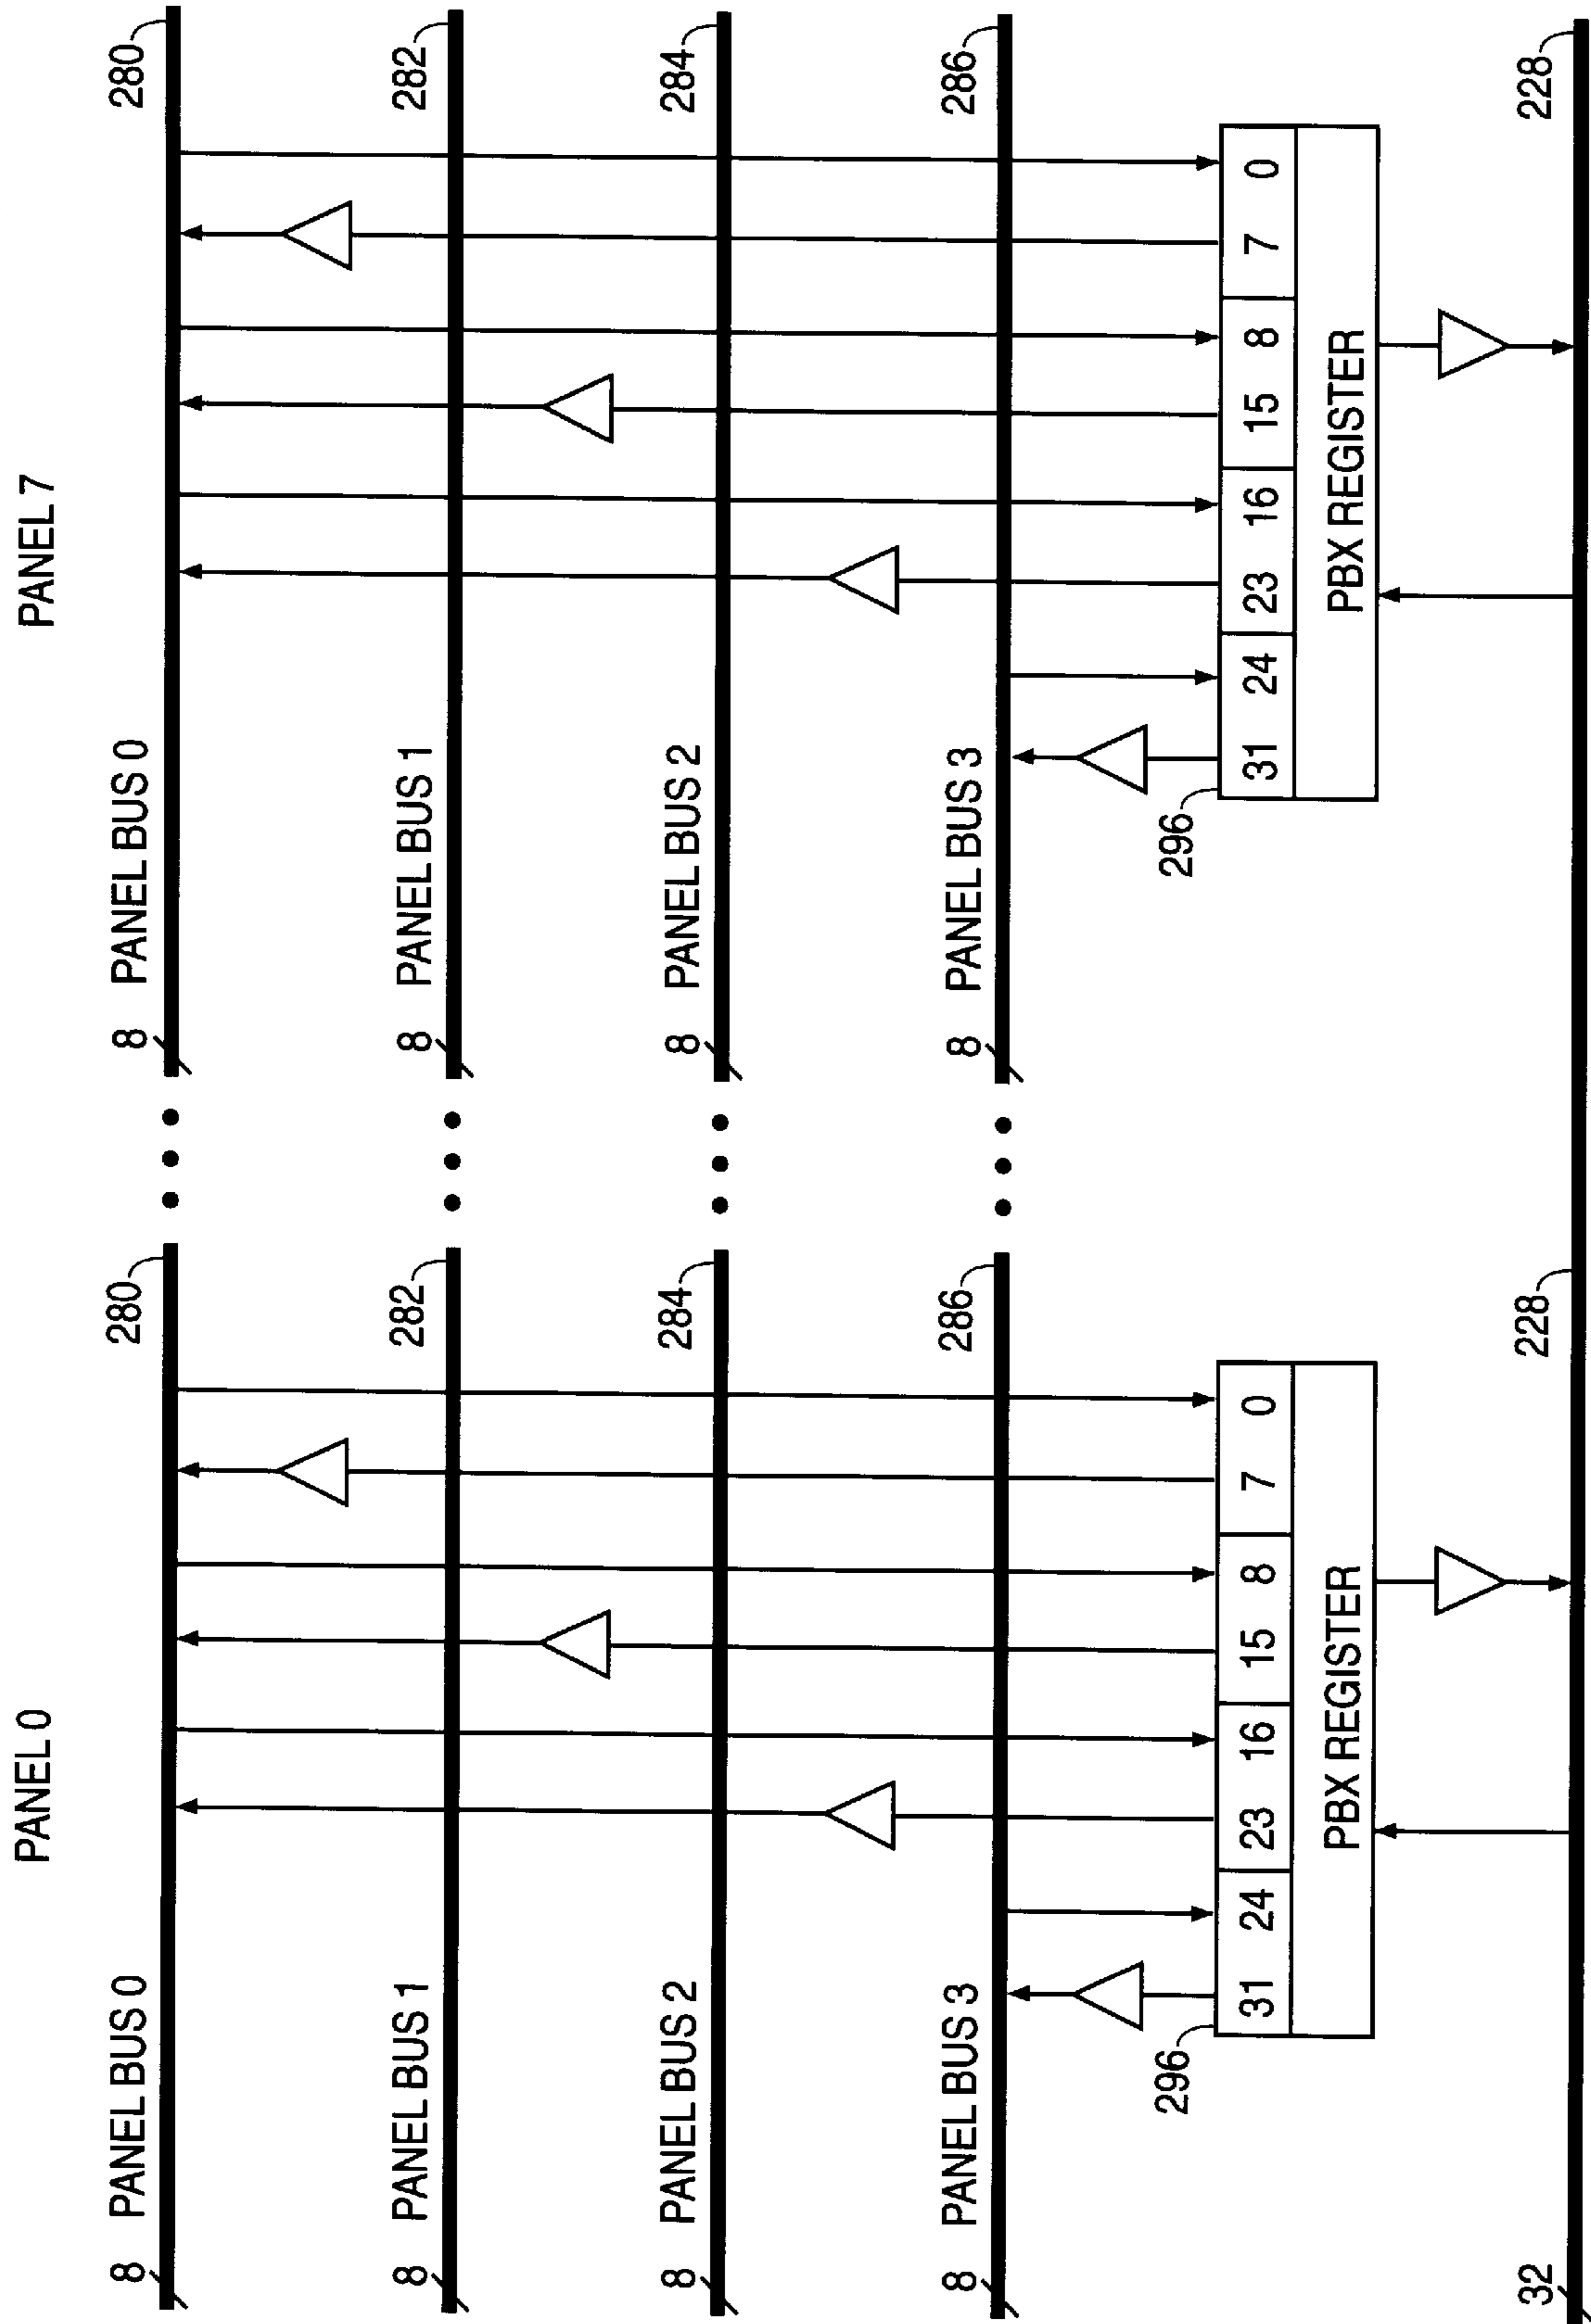 PANEL 0
PANEL 7
8 PANEL BUS 0
280
8 PANEL BUS 0
280
8 PANEL BUS 1
282
8 PANEL BUS 1
282
8 PANEL BUS 2
284
8 PANEL BUS 2
284
8 PANEL BUS 3
286
8 PANEL BUS 3
286
296
31 24 23 16 15 8 7 0
PBX REGISTER
296
31 24 23 16 15 8 7 0
PBX REGISTER
32
228
228